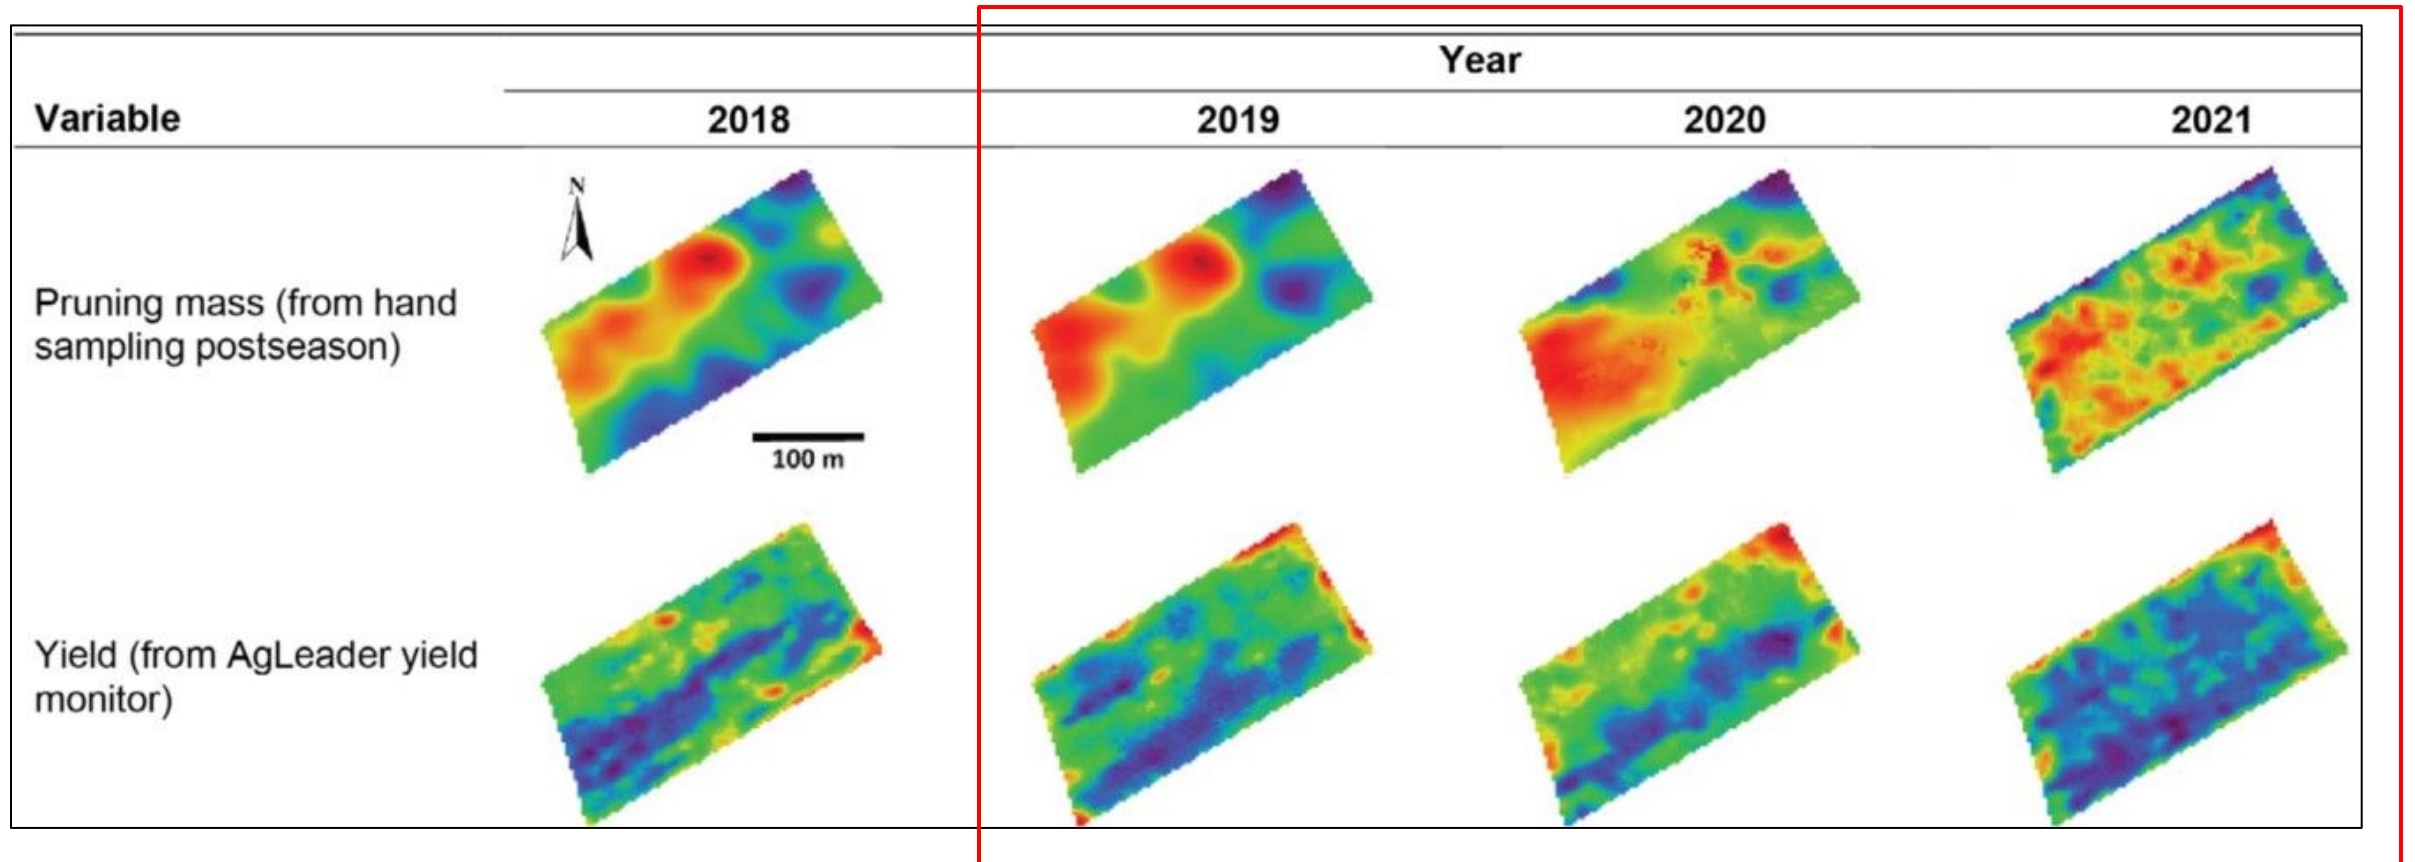 Year
Variable
2018
2019
2020
2021
N
Pruning mass (from hand
sampling postseason)
100 m
Yield (from AgLeader yield
monitor)